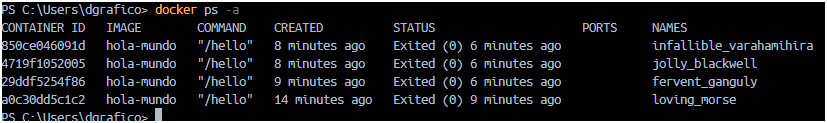 PS C:\Users\dgrafico> docker ps -a
CONTAINER ID   IMAGE        COMMAND    CREATED          STATUS                     PORTS     NAMES
850ce046091d   hola-mundo   "/hello"   8 minutes ago    Exited (0) 6 minutes ago             infallible_varahamihira
4719f1052005   hola-mundo   "/hello"   8 minutes ago    Exited (0) 6 minutes ago             jolly_blackwell
29ddf5254f86   hola-mundo   "/hello"   9 minutes ago    Exited (0) 6 minutes ago             fervent_ganguly
a0c30dd5c1c2   hola-mundo   "/hello"   14 minutes ago   Exited (0) 9 minutes ago             loving_morse
PS C:\Users\dgrafico>